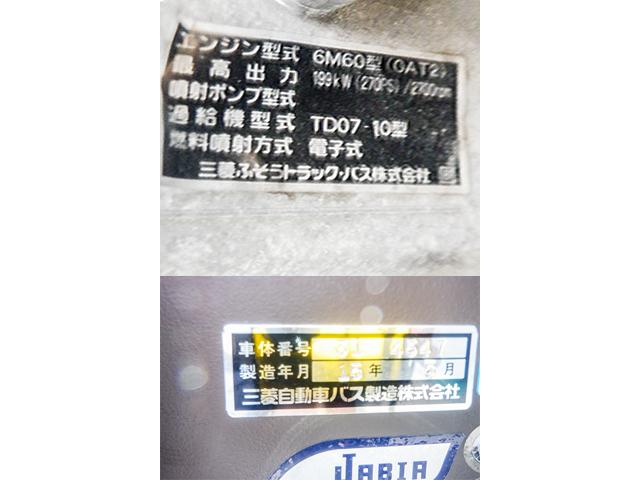 エンジン型式 6M60型(0AT2)
最高出力 199kW(270PS)/2700rpm
噴射ポンプ型式
過給機型式 TD07-10型
燃料噴射方式 電子式
三菱ふそうトラック・バス株式会社
車体番号 31 4547
製造年月 15年 2月
三菱自動車バス製造株式会社
JABIA